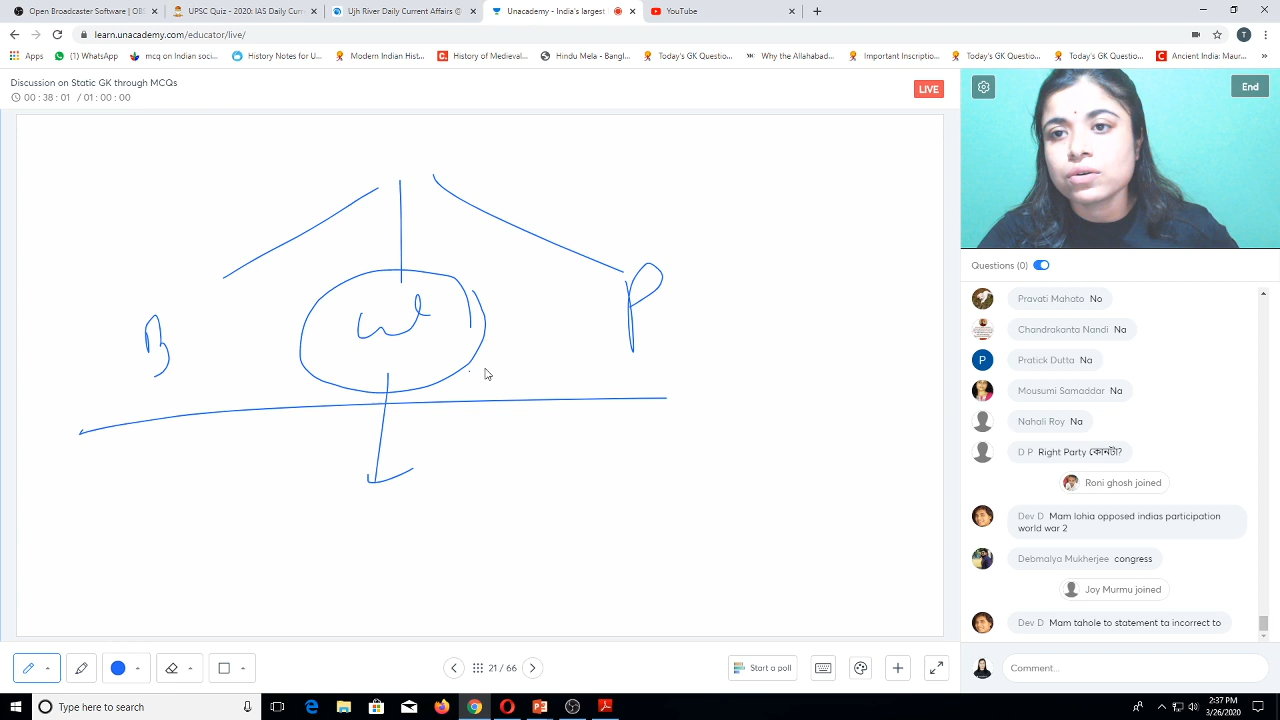 Open Broadcaster Software | OBS
UPSC Quiz - 2020: IAS Daily Curr
Ujh River Daily Current Affairs @
Unacademy - India's largest
YouTube
learn.unacademy.com/educator/live/
T
Apps
(1) WhatsApp
mcq on Indian soci...
History Notes for U...
Modern Indian Hist...
History of Medieval...
Hindu Mela - Bangl...
Today's GK Questio...
Why the Allahabad...
Important Inscriptio...
Today's GK Questio...
Today's GK Questio...
Ancient India: Maur...
Discussion on Static GK through MCQs
00 : 38 : 01 / 01 : 00 : 00
LIVE
End
B
P
Questions (0)
Pravati Mahato No
Chandrakanta Nandi Na
P
Pratick Dutta Na
Mousumi Samaddar Na
Nahali Roy Na
D P Right Party কোনটা?
Roni ghosh joined
Dev D Mam lohia opposed indias participation
world war 2
Debmalya Mukherjee congress
Joy Murmu joined
Dev D Mam tahole to statement ta incorrect to
21 / 66
Start a poll
Comment...
Type here to search
2:37 PM
3/26/2020